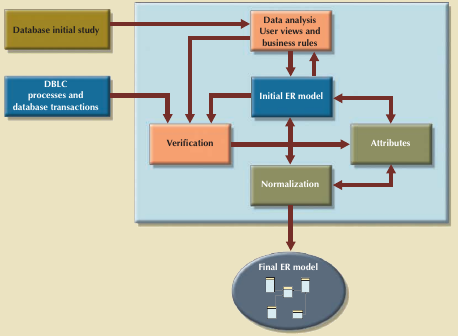 Database initial study
Data analysis
User views and
business rules
DBLC
processes and
database transactions
Initial ER model
Verification
Attributes
Normalization
Final ER model